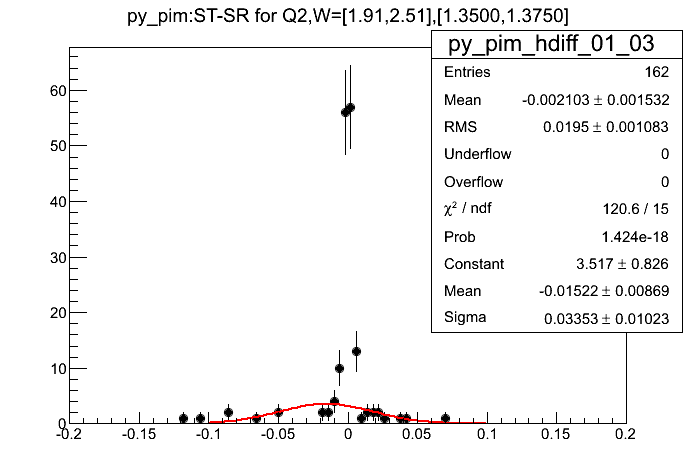 py_pim:ST-SR for Q2,W=[1.91,2.51],[1.3500,1.3750]
py_pim_hdiff_01_03
Entries 162
Mean -0.002103 ± 0.001532
RMS 0.0195 ± 0.001083
Underflow 0
Overflow 0
χ² / ndf 120.6 / 15
Prob 1.424e-18
Constant 3.517 ± 0.826
Mean -0.01522 ± 0.00869
Sigma 0.03353 ± 0.01023
60
50
40
30
20
10
0
-0.2 -0.15 -0.1 -0.05 0 0.05 0.1 0.15 0.2